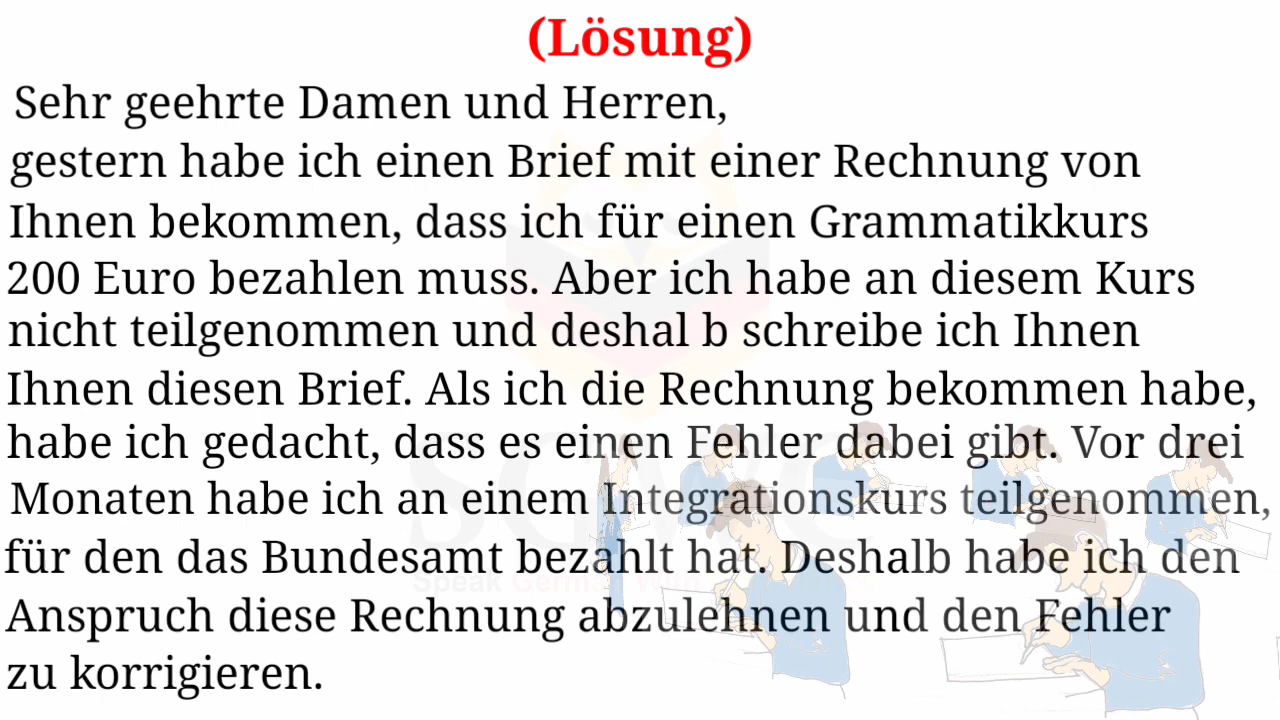 (Lösung)
Sehr geehrte Damen und Herren,
gestern habe ich einen Brief mit einer Rechnung von
Ihnen bekommen, dass ich für einen Grammatikkurs
200 Euro bezahlen muss. Aber ich habe an diesem Kurs
nicht teilgenommen und deshal b schreibe ich Ihnen
Ihnen diesen Brief. Als ich die Rechnung bekommen habe,
habe ich gedacht, dass es einen Fehler dabei gibt. Vor drei
Monaten habe ich an einem Integrationskurs teilgenommen,
für den das Bundesamt bezahlt hat. Deshalb habe ich den
Speak German With
Anspruch diese Rechnung abzulehnen und den Fehler
zu korrigieren.